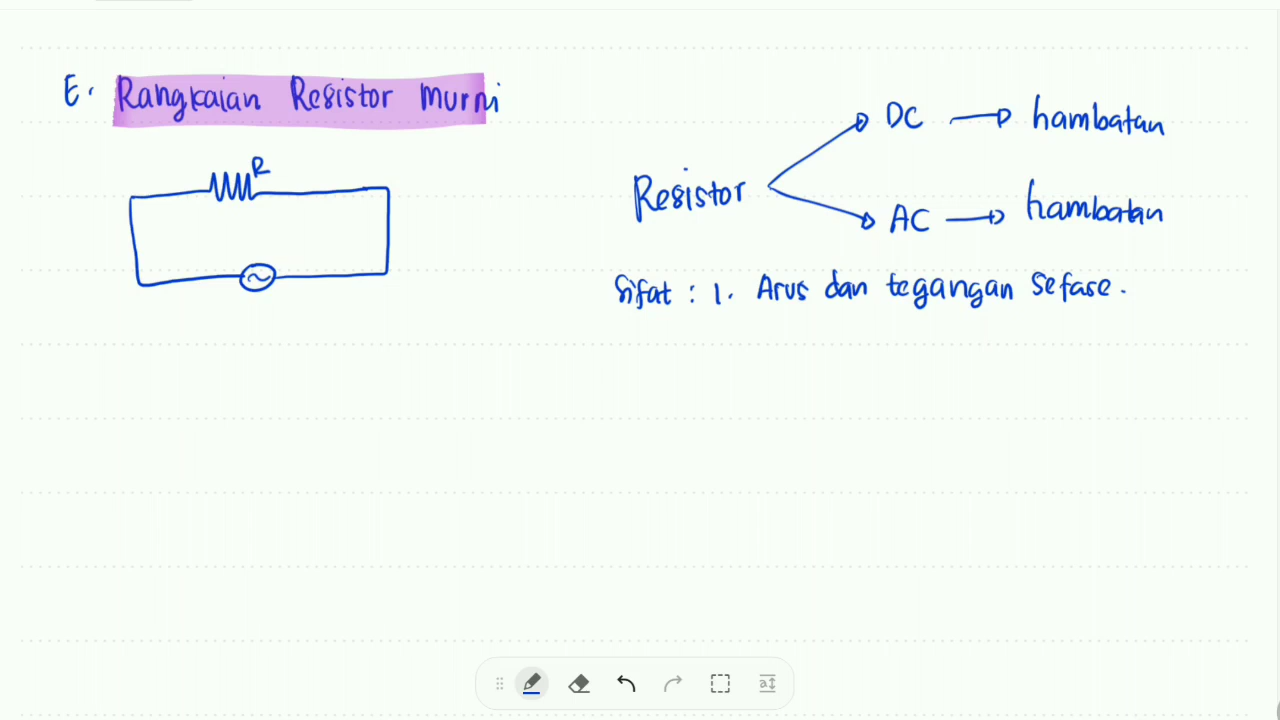 E. Rangkaian Resistor Murni
R
Resistor
DC → hambatan
AC → hambatan
Sifat : 1. Arus dan tegangan sefase.